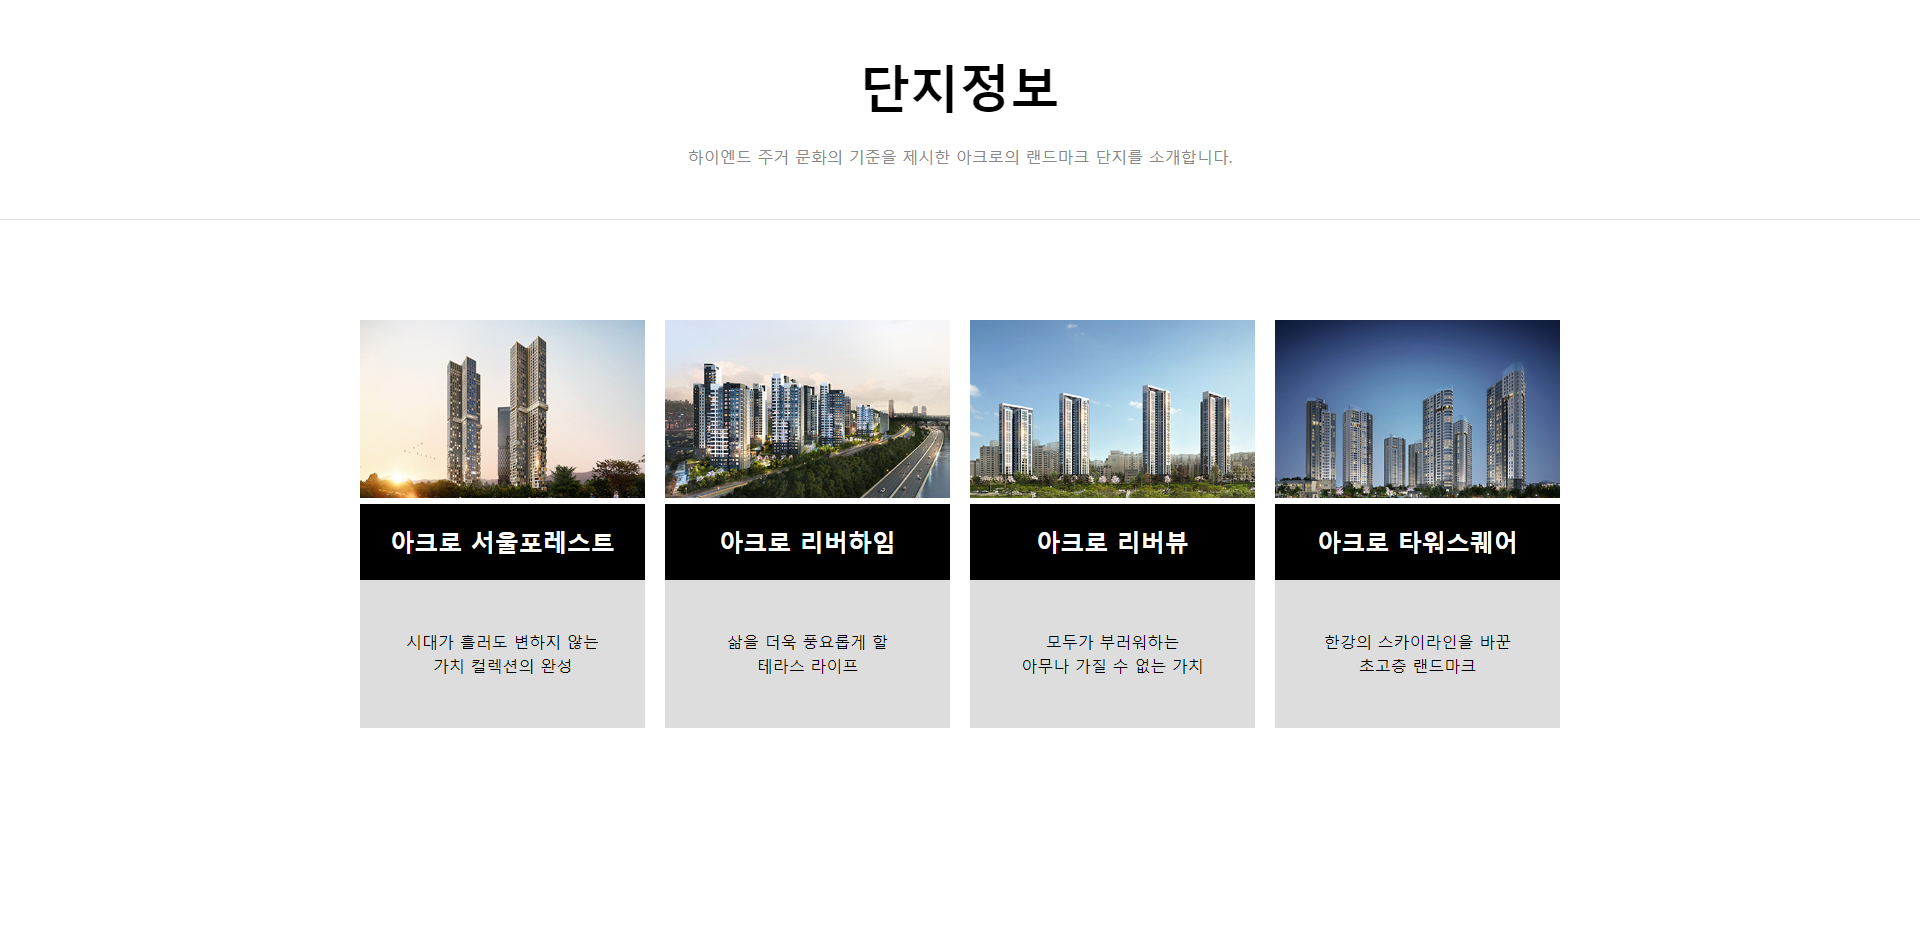 단지정보
하이엔드 주거 문화의 기준을 제시한 아크로의 랜드마크 단지를 소개합니다.
아크로 서울포레스트
시대가 흘러도 변하지 않는
가치 컬렉션의 완성
아크로 리버하임
삶을 더욱 풍요롭게 할
테라스 라이프
아크로 리버뷰
모두가 부러워하는
아무나 가질 수 없는 가치
아크로 타워스퀘어
한강의 스카이라인을 바꾼
초고층 랜드마크